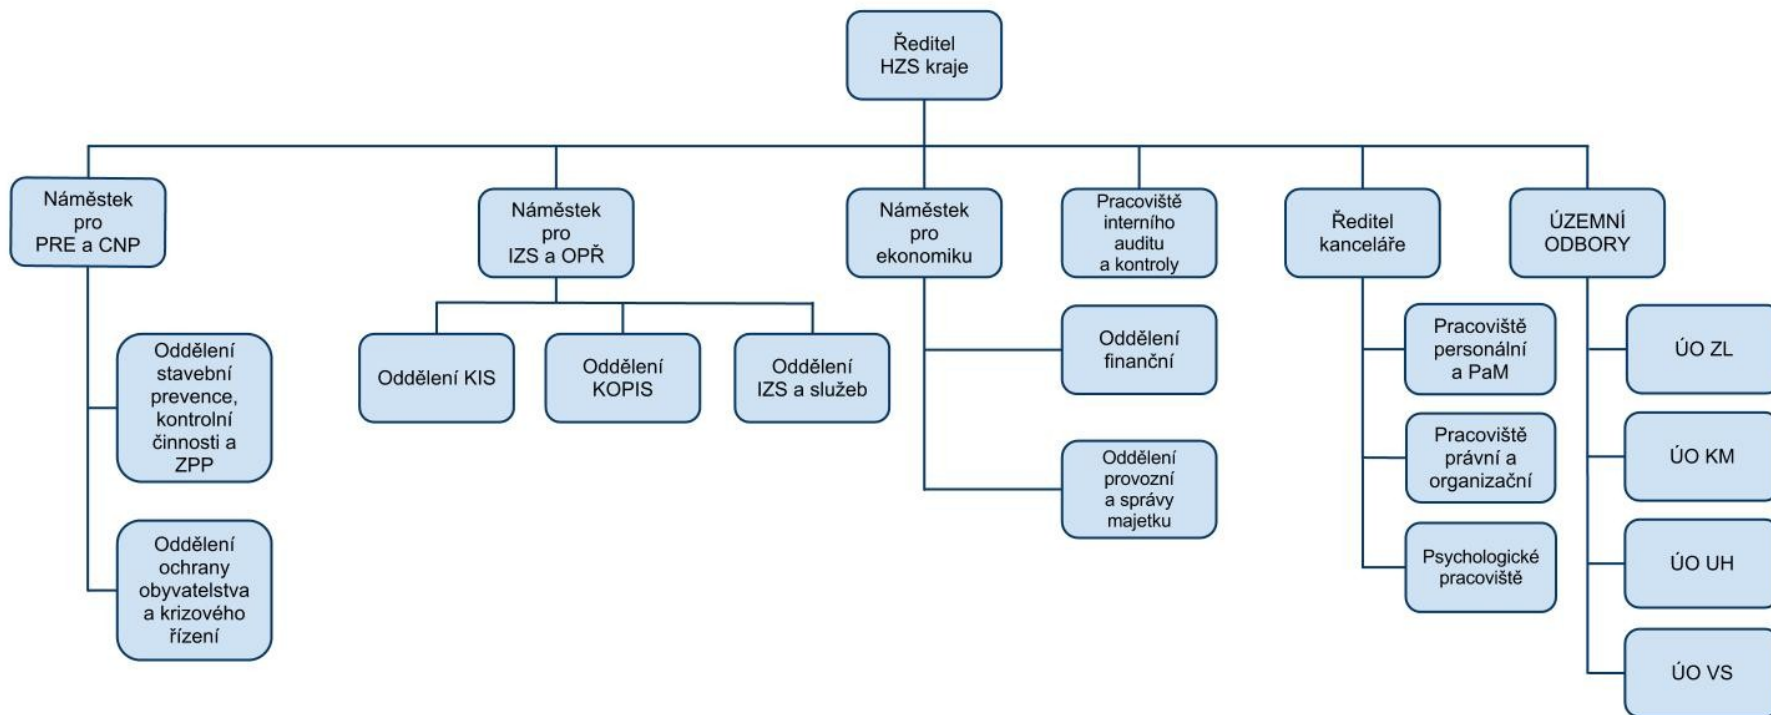 Ředitel
HZS kraje
Náměstek
pro
PRE a CNP
Náměstek
pro
IZS a OPŘ
Náměstek
pro
ekonomiku
Pracoviště
interního
auditu
a kontroly
Ředitel
kanceláře
ÚZEMNÍ
ODBORY
Oddělení
stavební
prevence,
kontrolní
činnosti a
ZPP
Oddělení
ochrany
obyvatelstva
a krizového
řízení
Oddělení KIS
Oddělení
KOPIS
Oddělení
IZS a služeb
Oddělení
finanční
Oddělení
provozní
a správy
majetku
Pracoviště
personální
a PaM
Pracoviště
právní a
organizační
Psychologické
pracoviště
ÚO ZL
ÚO KM
ÚO UH
ÚO VS